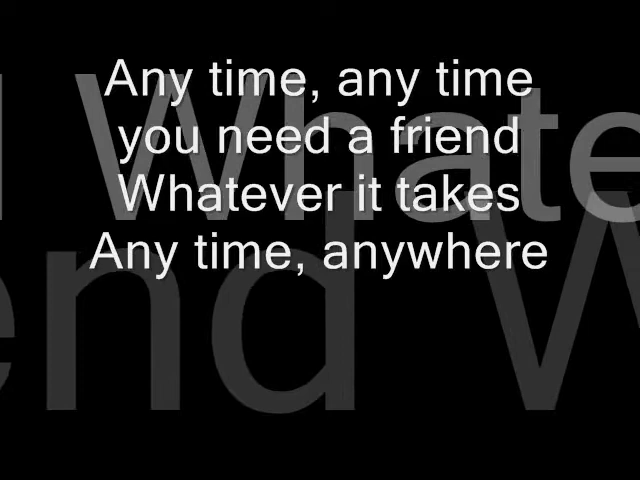 Any time, any time
you need a friend
Whatever it takes
Any time, anywhere